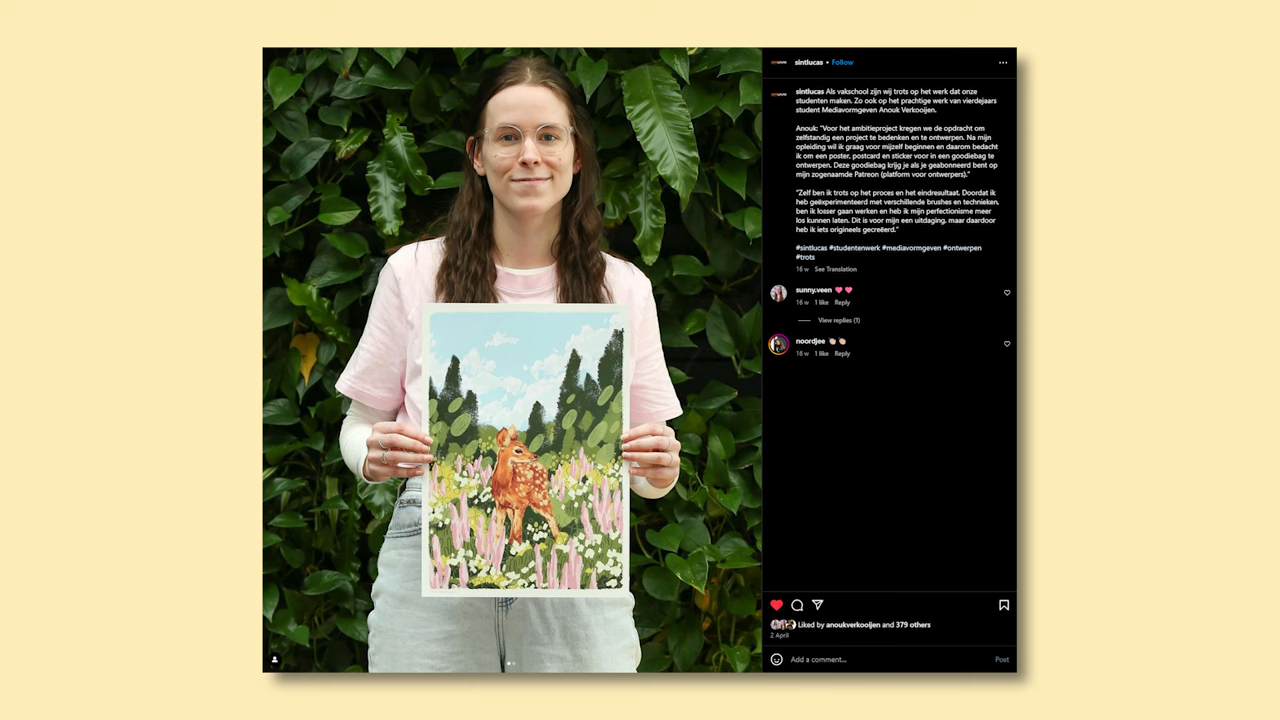 sintlucas • Follow
sintlucas Als vakschool zijn wij trots op het werk dat onze
studenten maken. Zo ook op het prachtige werk van vierdejaars
student Mediavormgeven Anouk Verkooijen.
Anouk: "Voor het ambitieproject kregen we de opdracht om
zelfstandig een project te bedenken en te ontwerpen. Na mijn
opleiding wil ik graag voor mijzelf beginnen en daarom bedacht
ik om een poster, postcard en sticker voor in een goodiebag te
ontwerpen. Deze goodiebag krijg je als je geabonneerd bent op
mijn zogenaamde Patreon (platform voor ontwerpers)."
"Zelf ben ik trots op het proces en het eindresultaat. Doordat ik
heb geëxperimenteerd met verschillende brushes en technieken,
ben ik losser gaan werken en heb ik mijn perfectionisme meer
los kunnen laten. Dit is voor mijn een uitdaging, maar daardoor
heb ik iets origineels gecreëerd."
#sintlucas #studentenwerk #mediavormgeven #ontwerpen
#trots
16 w See Translation
sunny.veen
16 w 1 like Reply
View replies (1)
noordjee
16 w 1 like Reply
Liked by anoukverkooijen and 379 others
2 April
Add a comment... Post